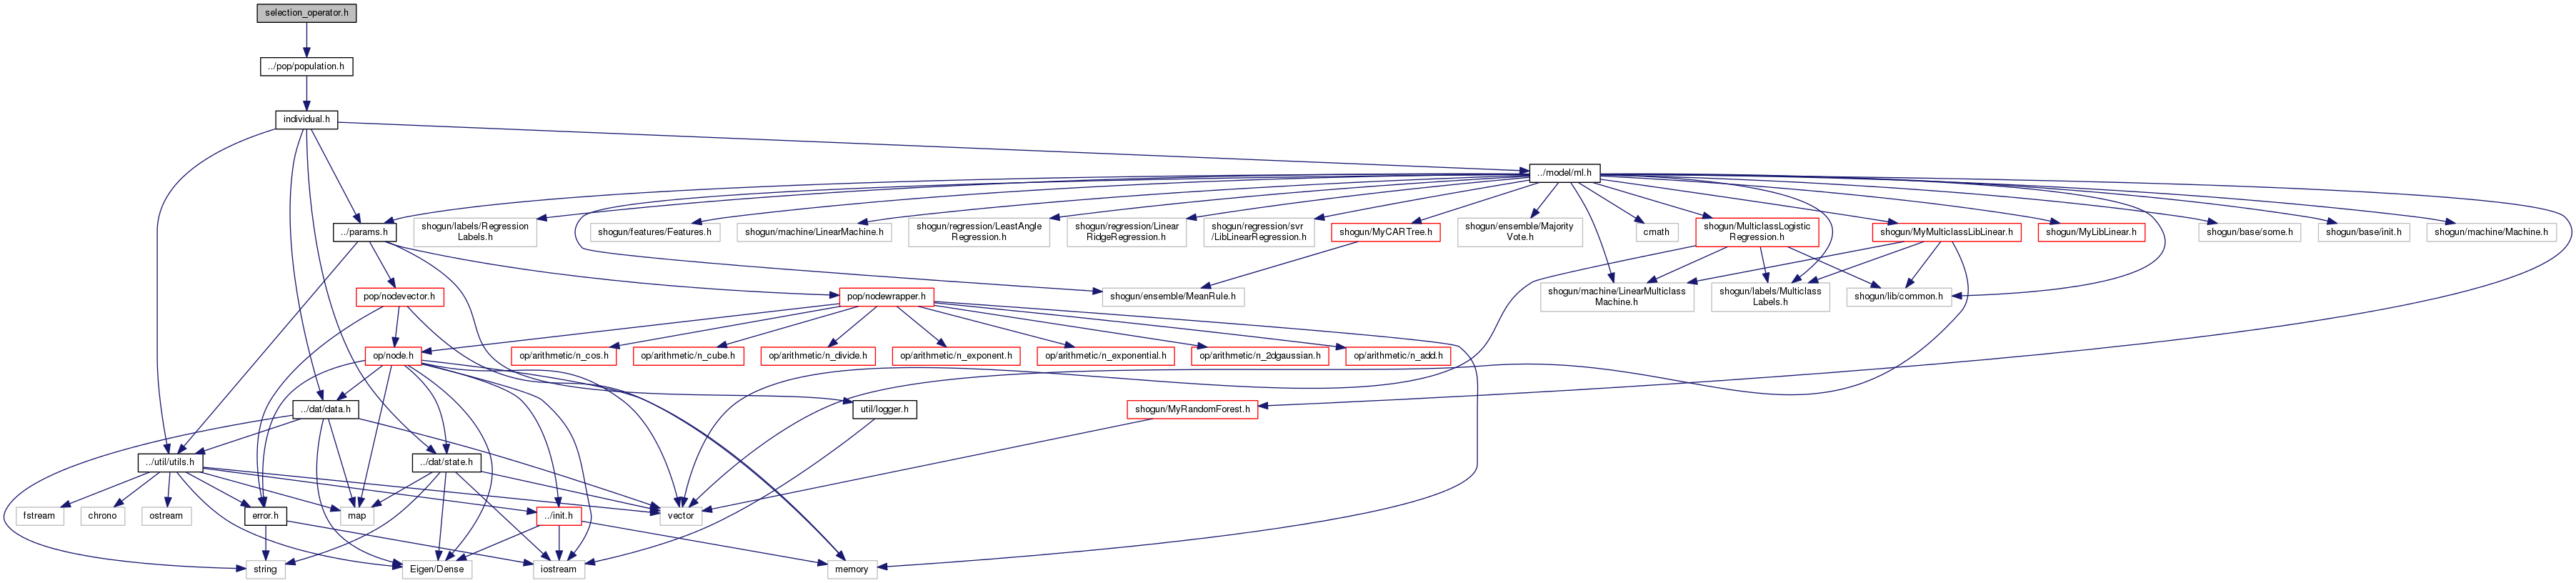 selection_operator.h
../pop/population.h
individual.h
../model/ml.h
../params.h
shogun/labels/Regression
Labels.h
shogun/features/Features.h
shogun/machine/LinearMachine.h
shogun/regression/LeastAngle
Regression.h
shogun/regression/Linear
RidgeRegression.h
shogun/regression/svr
/LibLinearRegression.h
shogun/MyCARTree.h
shogun/ensemble/Majority
Vote.h
cmath
shogun/MulticlassLogistic
Regression.h
shogun/MyMulticlassLibLinear.h
shogun/MyLibLinear.h
shogun/base/some.h
shogun/base/init.h
shogun/machine/Machine.h
pop/nodevector.h
pop/nodewrapper.h
shogun/ensemble/MeanRule.h
shogun/machine/LinearMulticlass
Machine.h
shogun/labels/Multiclass
Labels.h
shogun/lib/common.h
op/node.h
op/arithmetic/n_cos.h
op/arithmetic/n_cube.h
op/arithmetic/n_divide.h
op/arithmetic/n_exponent.h
op/arithmetic/n_exponential.h
op/arithmetic/n_2dgaussian.h
op/arithmetic/n_add.h
../dat/data.h
util/logger.h
shogun/MyRandomForest.h
../util/utils.h
../dat/state.h
fstream
chrono
ostream
error.h
map
../init.h
vector
string
Eigen/Dense
iostream
memory